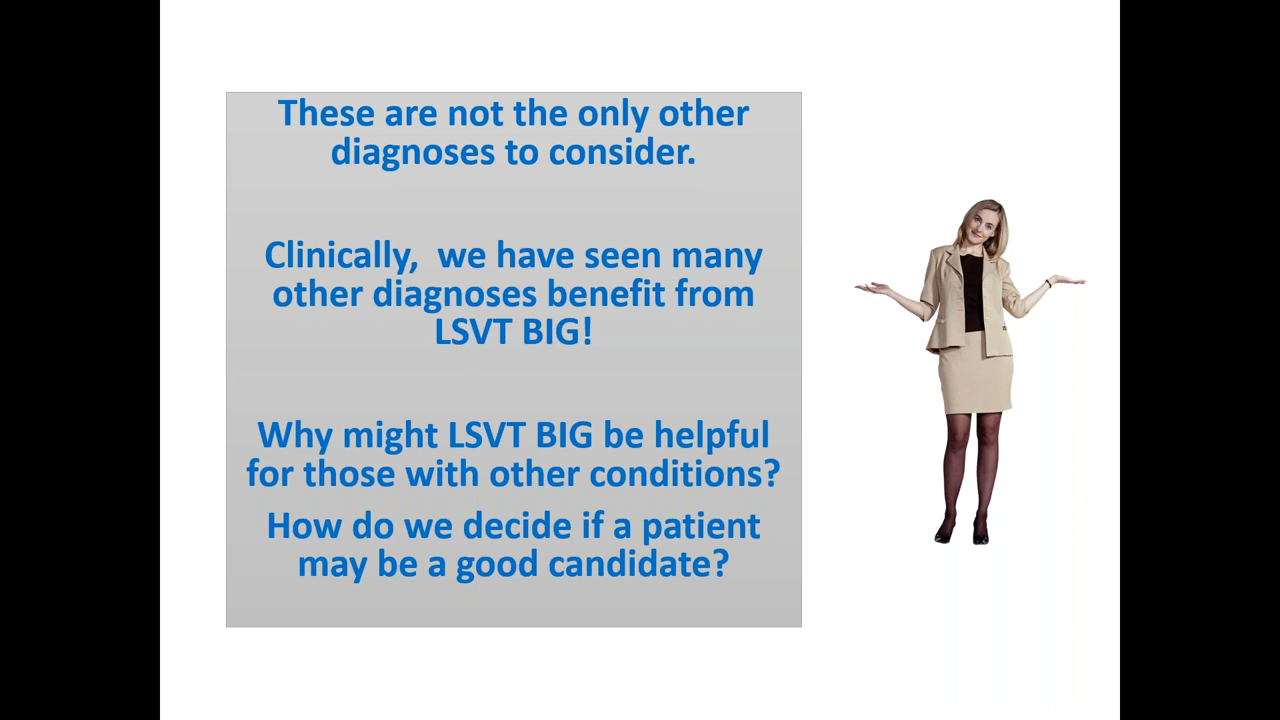 These are not the only other
diagnoses to consider.
Clinically,  we have seen many
other diagnoses benefit from
LSVT BIG!
Why might LSVT BIG be helpful
for those with other conditions?
How do we decide if a patient
may be a good candidate?